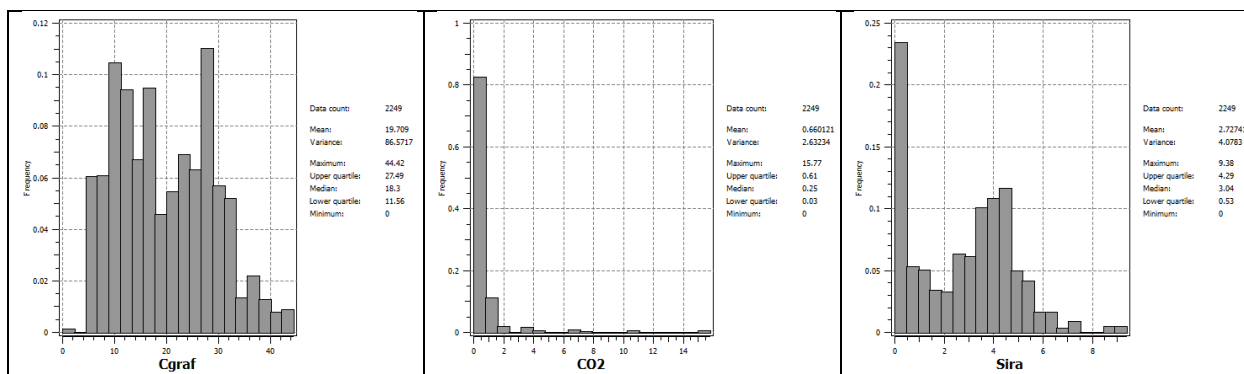 0.12
0.1
0.08
0.06
0.04
0.02
0
Frequency
0 10 20 30 40
Cgraf
Data count: 2249
Mean: 19.709
Variance: 86.5717
Maximum: 44.42
Upper quartile: 27.49
Median: 18.3
Lower quartile: 11.56
Minimum: 0
1
0.8
0.6
0.4
0.2
0
Frequency
0 2 4 6 8 10 12 14
CO2
Data count: 2249
Mean: 0.660121
Variance: 2.63234
Maximum: 15.77
Upper quartile: 0.61
Median: 0.25
Lower quartile: 0.03
Minimum: 0
0.25
0.2
0.15
0.1
0.05
0
Frequency
0 2 4 6 8
Sira
Data count: 2249
Mean: 2.72741
Variance: 4.0783
Maximum: 9.38
Upper quartile: 4.29
Median: 3.04
Lower quartile: 0.53
Minimum: 0